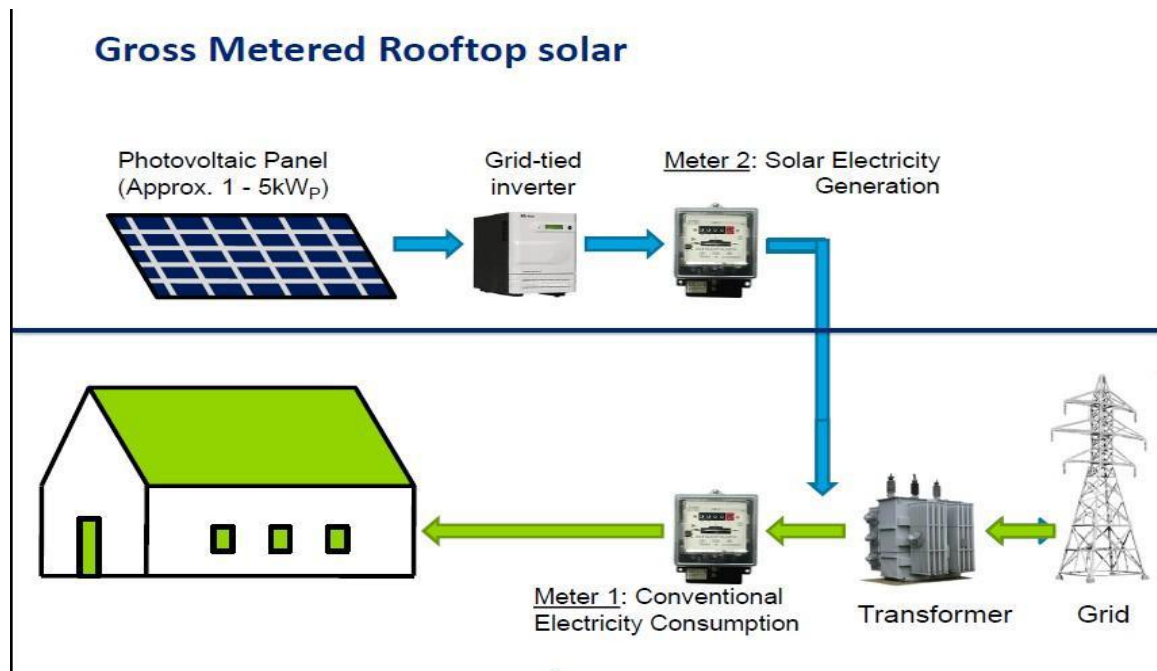 Gross Metered Rooftop solar
Photovoltaic Panel
(Approx. 1 - 5kWP)
Grid-tied
inverter
Meter 2: Solar Electricity
Generation
Meter 1: Conventional
Electricity Consumption
Transformer
Grid